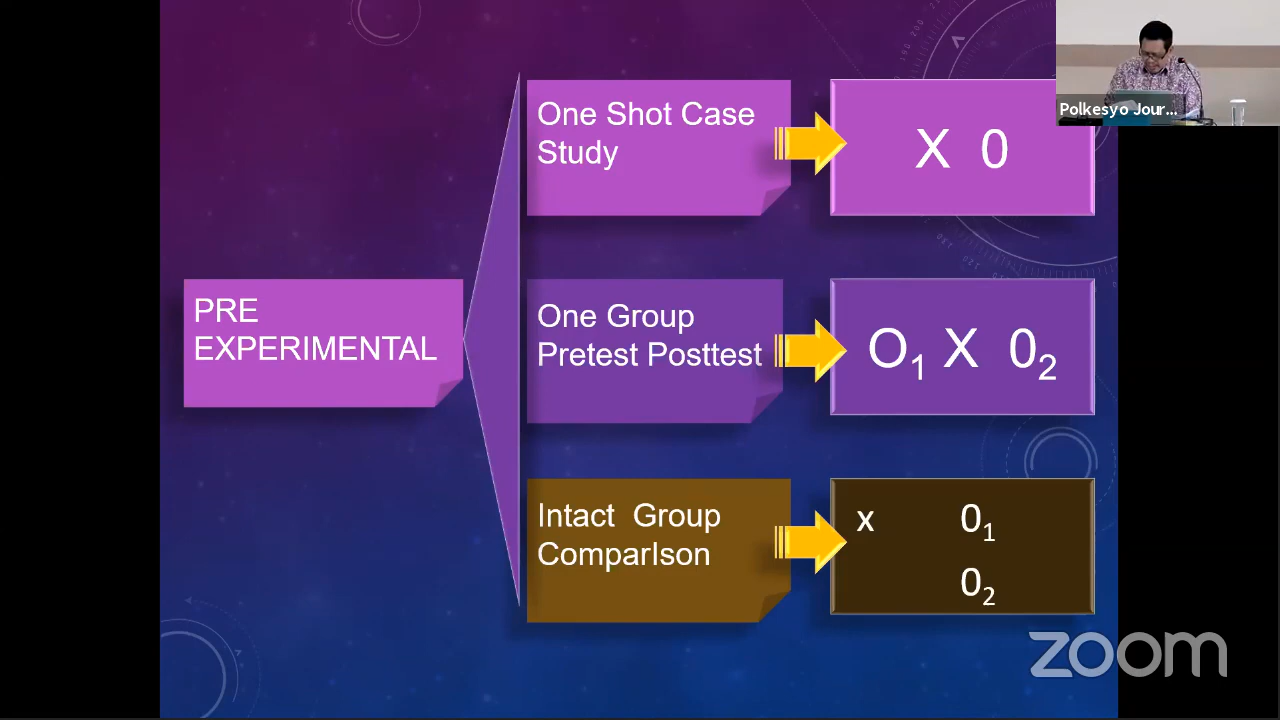 One Shot Case
Study
X 0
Polkesyo Jour...
PRE
EXPERIMENTAL
One Group
Pretest Posttest
O1 X 02
Intact Group
ComparIson
x 01
02
zoom